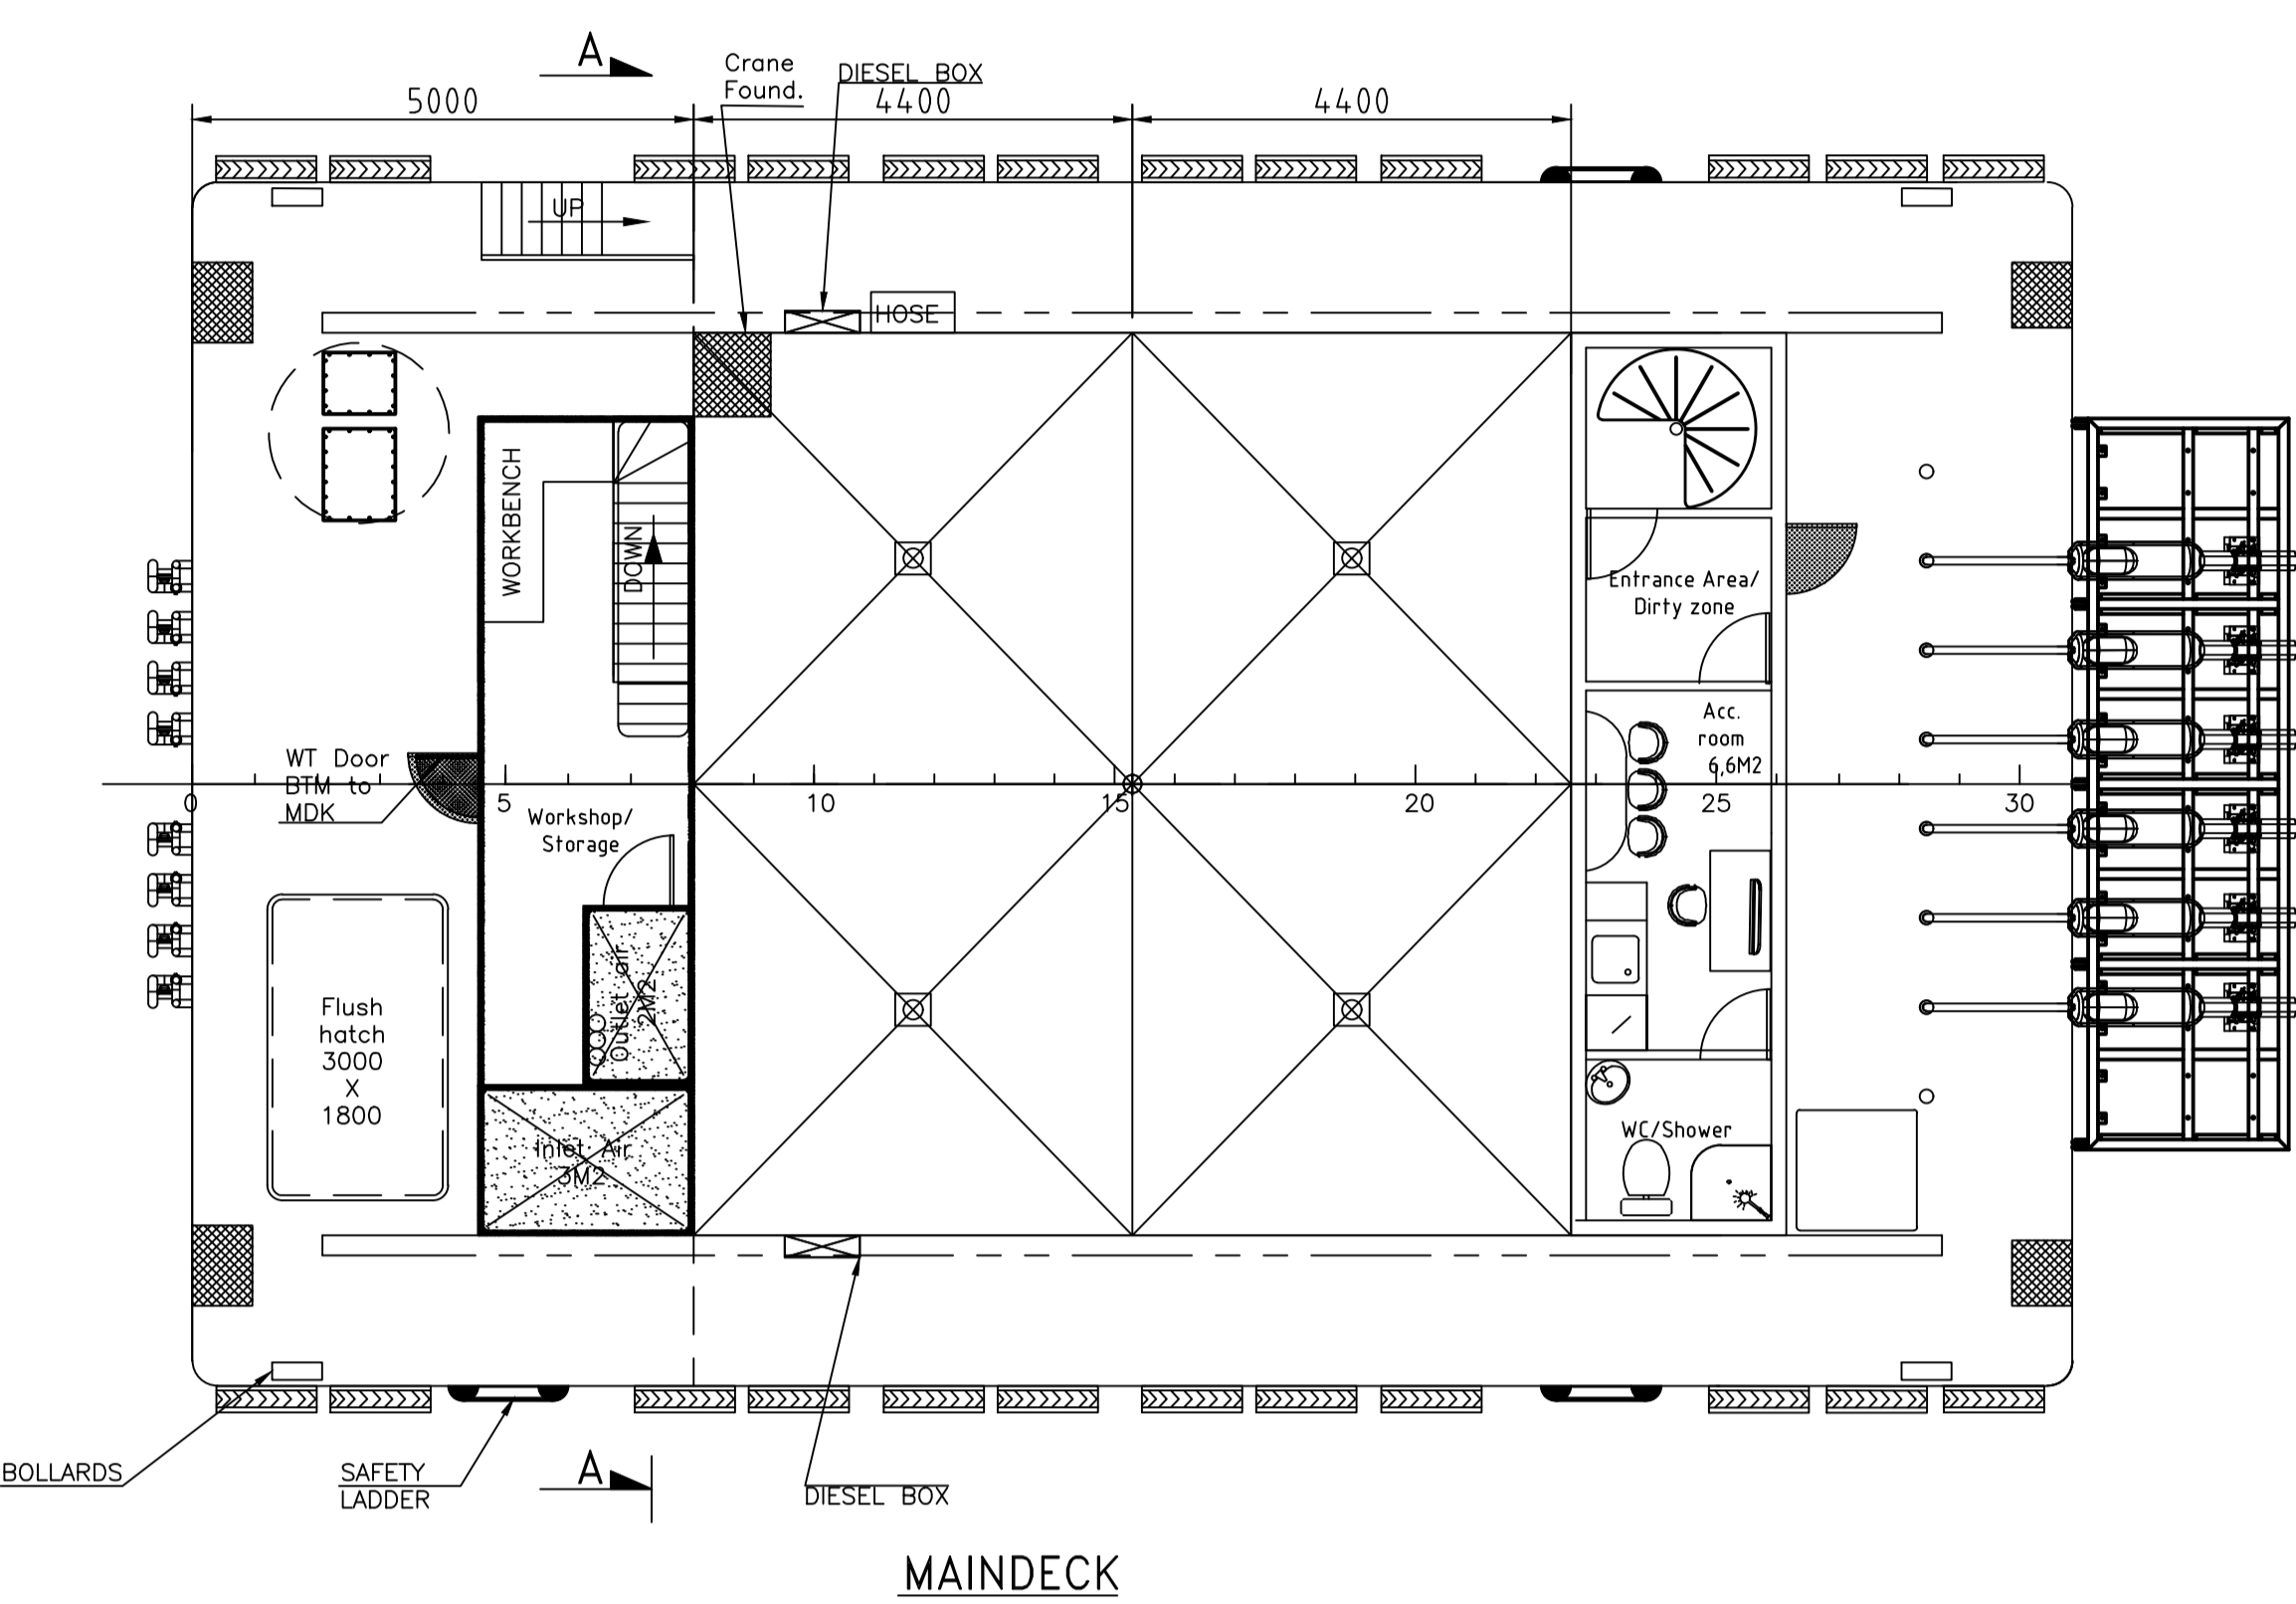 A
Crane
Found.
DIESEL BOX
5000
4400
4400
UP
HOSE
WORKBENCH
DOWN
Entrance Area/
Dirty zone
Acc.
room
6,6M2
WT Door
BTM to
MDK
0
5
10
15
20
25
30
Workshop/
Storage
Outlet air
2M2
Flush
hatch
3000
X
1800
Inlet Air
3M2
WC/Shower
BOLLARDS
SAFETY
LADDER
A
DIESEL BOX
MAINDECK